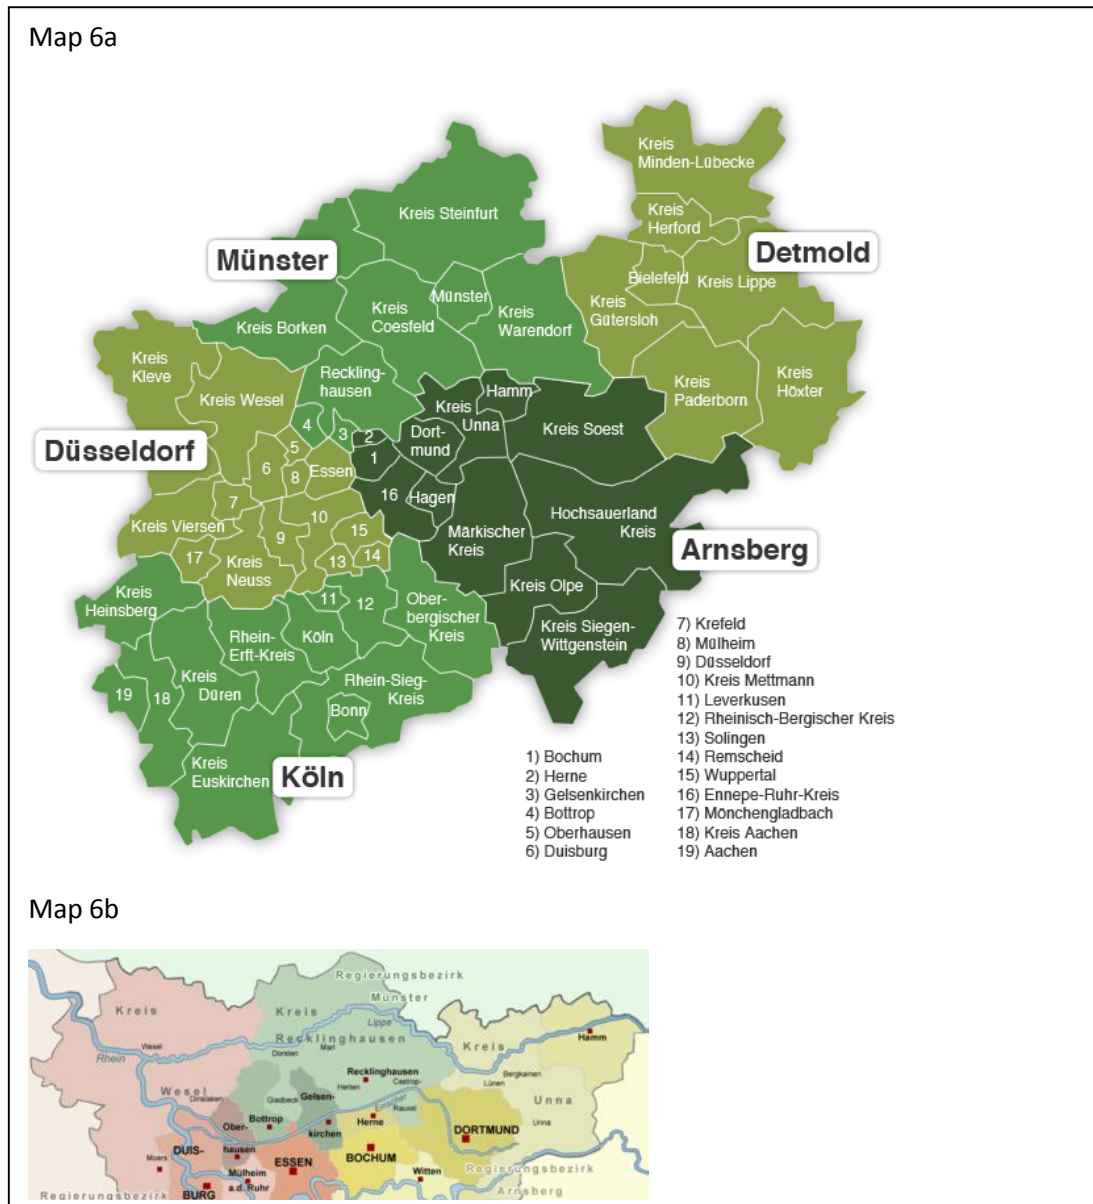 Map 6a
Kreis
Minden-Lübecke
Kreis Steinfurt
Kreis
Herford
Münster
Detmold
Bielefeld
Kreis Lippe
Münster
Kreis
Gütersloh
Kreis
Coesfeld
Kreis
Warendorf
Kreis Borken
Kreis
Kleve
Reckling-
hausen
Kreis
Paderborn
Kreis
Höxter
Kreis Wesel
Hamm
Kreis
Unna
4
3
2
Dort-
mund
Kreis Soest
Düsseldorf
5
6
8
Essen
1
7
16
Hagen
Kreis Viersen
10
15
9
Märkischer
Kreis
Hochsauerland
Kreis
Arnsberg
17
Kreis
Neuss
13
14
Kreis
Heinsberg
11
12
Ober-
bergischer
Kreis
Kreis Olpe
Rhein-
Erft-Kreis
Köln
Kreis Siegen-
Wittgenstein
19
18
Kreis
Düren
Rhein-Sieg-
Kreis
Bonn
Kreis
Euskirchen
Köln
1) Bochum
2) Herne
3) Gelsenkirchen
4) Bottrop
5) Oberhausen
6) Duisburg
7) Krefeld
8) Mülheim
9) Düsseldorf
10) Kreis Mettmann
11) Leverkusen
12) Rheinisch-Bergischer Kreis
13) Solingen
14) Remscheid
15) Wuppertal
16) Ennepe-Ruhr-Kreis
17) Mönchengladbach
18) Kreis Aachen
19) Aachen
Map 6b
Regierungsbezirk
Münster
Kreis
Kreis
Lippe
Recklinghausen
Hamm
Kreis
Rhein
Wesel
Dorsten
Marl
Recklinghausen
Bergkamen
Wesel
Dinslaken
Gladbeck
Gelsen-
kirchen
Herten
Castrop-
Rauxel
Lünen
Emscher
Unna
Bottrop
Herne
Unna
Ober-
hausen
DORTMUND
DUIS-
BURG
Moers
Mülheim
a.d. Ruhr
ESSEN
BOCHUM
Witten
Regierungsbezirk
Arnsberg
Regierungsbezirk